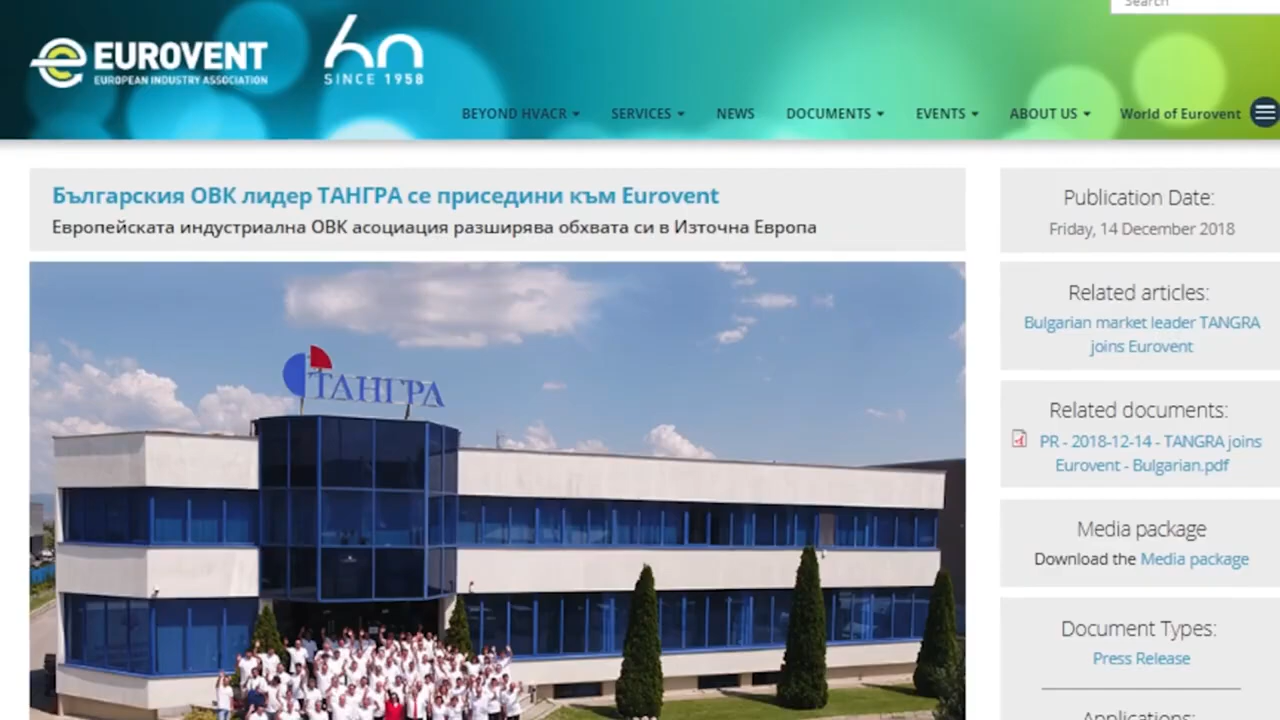 Search
EUROVENT
EUROPEAN INDUSTRY ASSOCIATION
60
SINCE 1958
BEYOND HVACR
SERVICES
NEWS
DOCUMENTS
EVENTS
ABOUT US
World of Eurovent
Българския ОВК лидер ТАНГРА се приседини към Eurovent
Европейската индустриална ОВК асоциация разширява обхвата си в Източна Европа
ТАНГРА
Publication Date:
Friday, 14 December 2018
Related articles:
Bulgarian market leader TANGRA
joins Eurovent
Related documents:
PR - 2018-12-14 - TANGRA joins
Eurovent - Bulgarian.pdf
Media package
Download the Media package
Document Types:
Press Release
Applications: